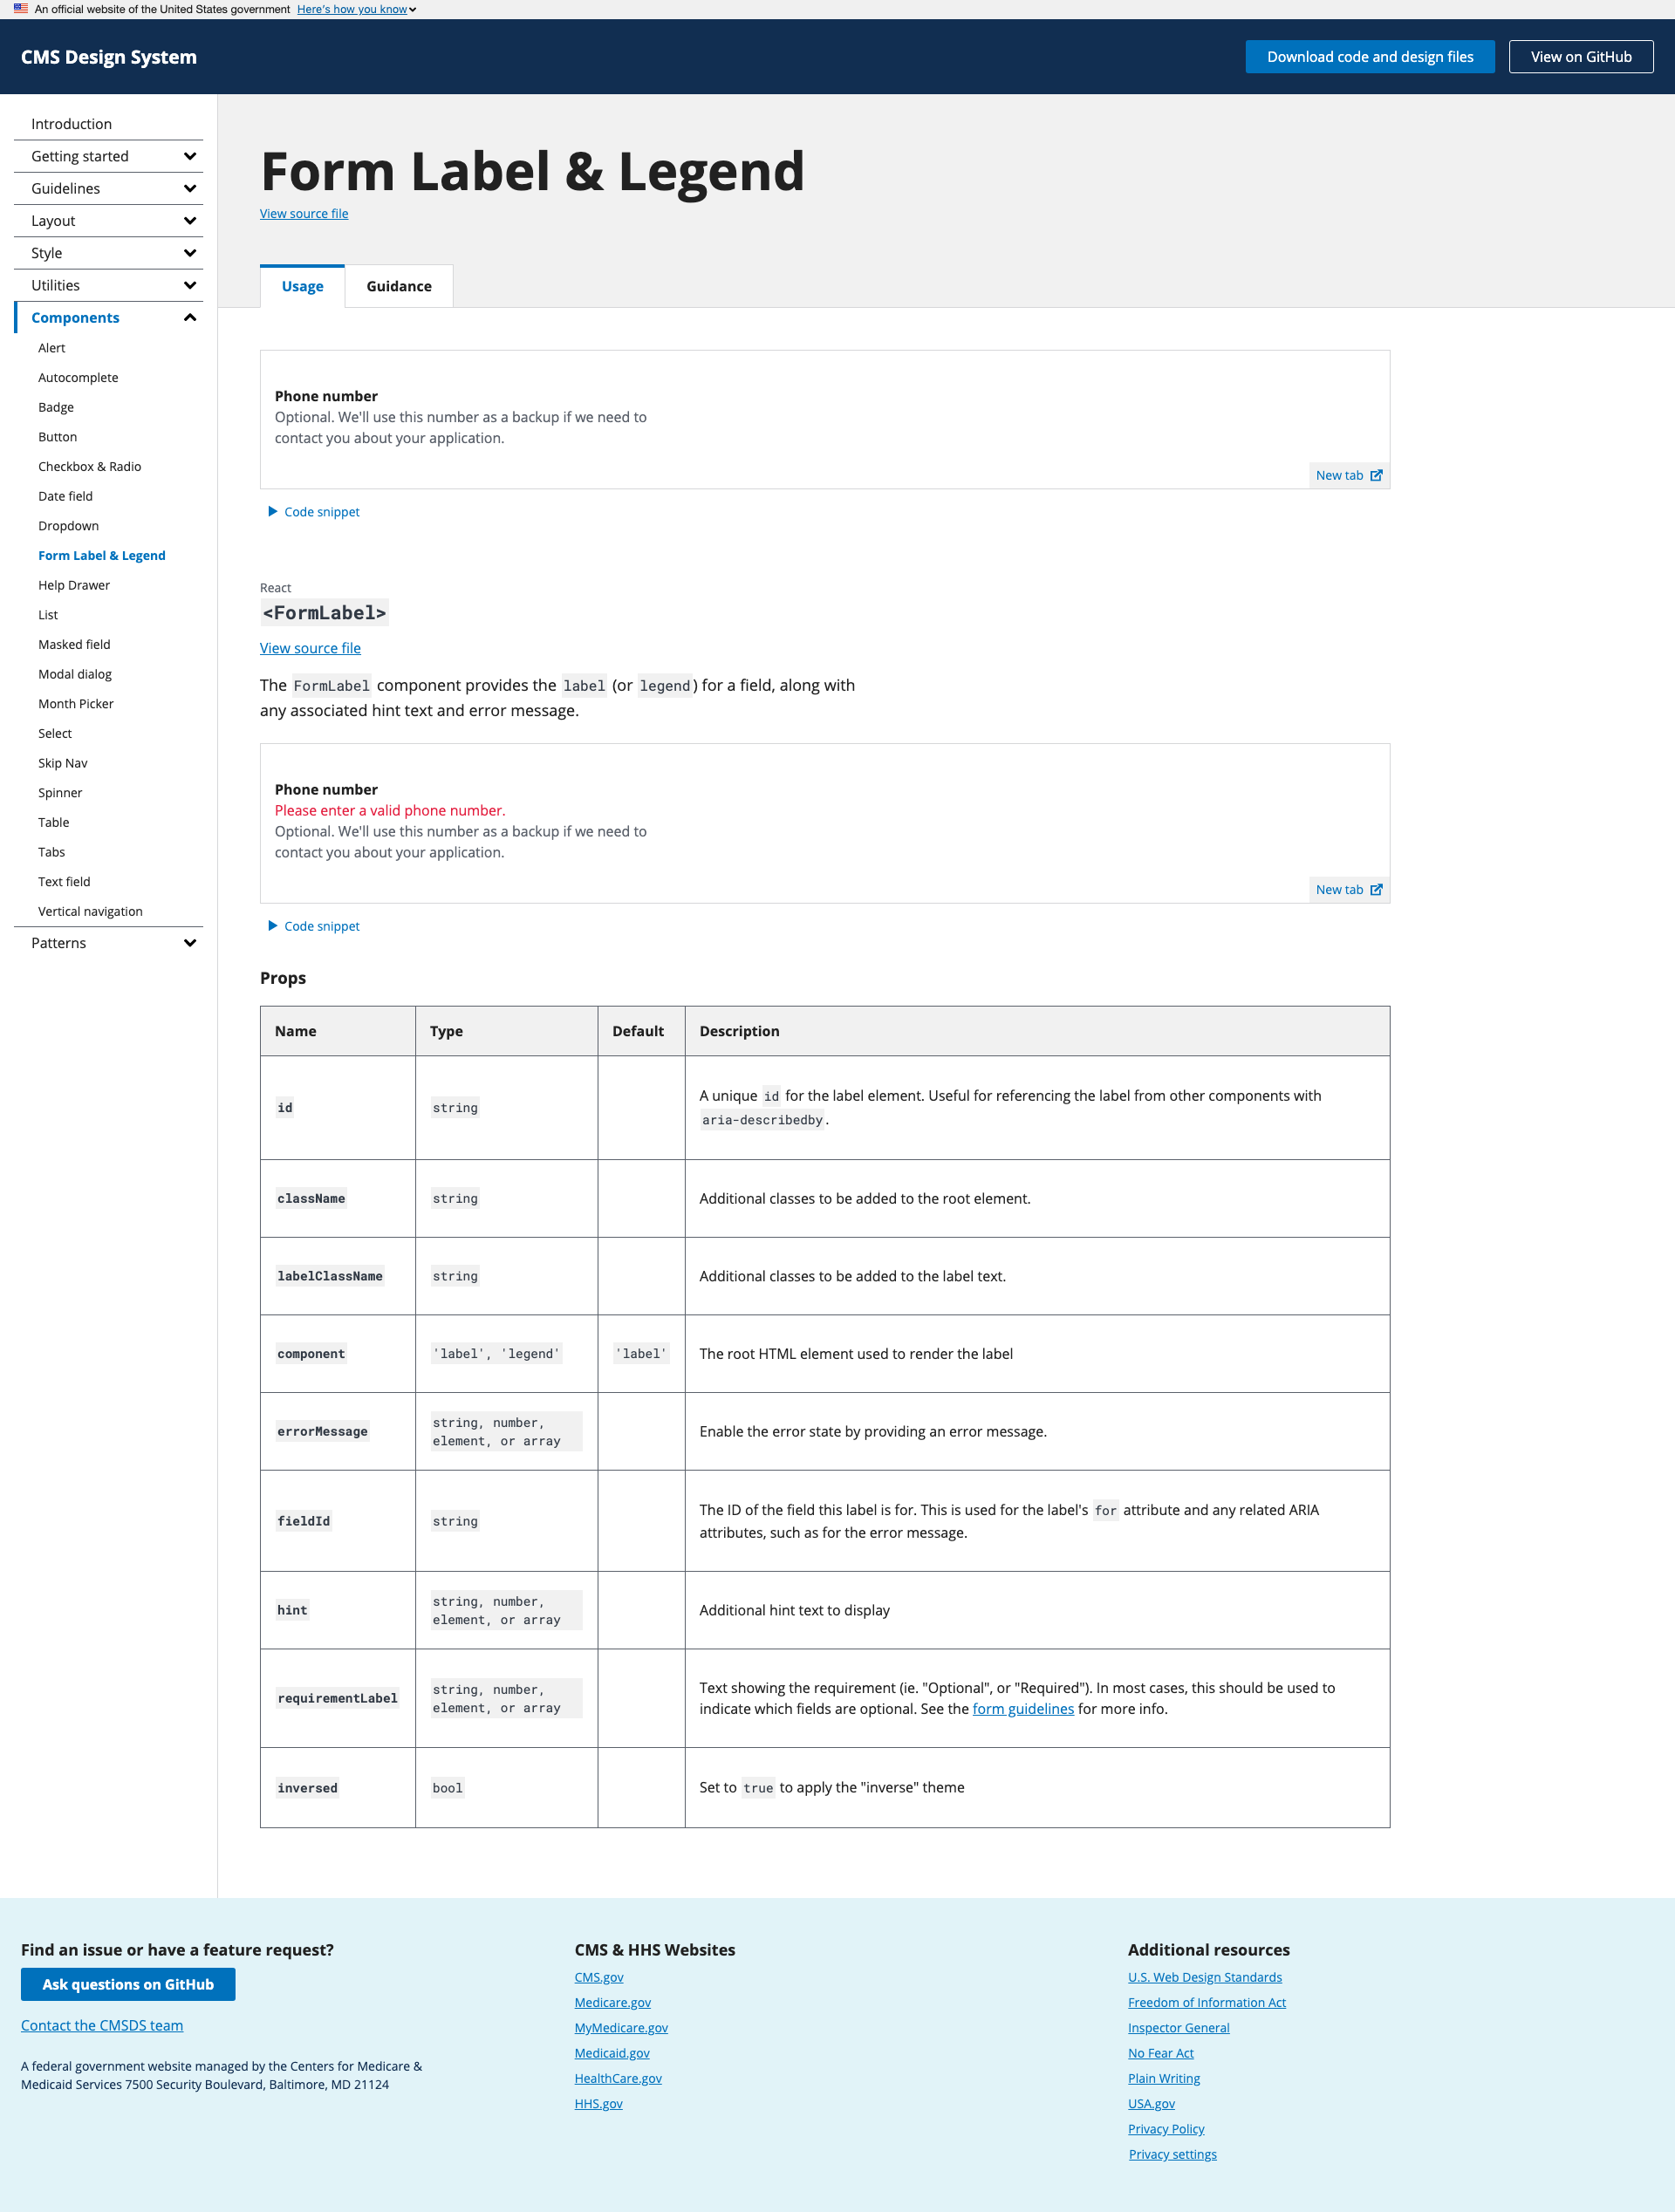 An official website of the United States government Here's how you know
CMS Design System
Download code and design files
View on GitHub
Introduction
Getting started
Guidelines
Layout
Style
Utilities
Components
Alert
Autocomplete
Badge
Button
Checkbox & Radio
Date field
Dropdown
Form Label & Legend
Help Drawer
List
Masked field
Modal dialog
Month Picker
Select
Skip Nav
Spinner
Table
Tabs
Text field
Vertical navigation
Patterns
Form Label & Legend
View source file
Usage Guidance
Phone number
Optional. We'll use this number as a backup if we need to
contact you about your application.
New tab
Code snippet
React
<FormLabel>
View source file
The FormLabel component provides the label (or legend) for a field, along with
any associated hint text and error message.
Phone number
Please enter a valid phone number.
Optional. We'll use this number as a backup if we need to
contact you about your application.
New tab
Code snippet
Props
Name Type Default Description
id string A unique id for the label element. Useful for referencing the label from other components with
aria-describedby.
className string Additional classes to be added to the root element.
labelClassName string Additional classes to be added to the label text.
component 'label', 'legend' 'label' The root HTML element used to render the label
errorMessage string, number,
element, or array Enable the error state by providing an error message.
fieldId string The ID of the field this label is for. This is used for the label's for attribute and any related ARIA
attributes, such as for the error message.
hint string, number,
element, or array Additional hint text to display
requirementLabel string, number,
element, or array Text showing the requirement (ie. "Optional", or "Required"). In most cases, this should be used to
indicate which fields are optional. See the form guidelines for more info.
inversed bool Set to true to apply the "inverse" theme
Find an issue or have a feature request?
Ask questions on GitHub
Contact the CMSDS team
A federal government website managed by the Centers for Medicare &
Medicaid Services 7500 Security Boulevard, Baltimore, MD 21124
CMS & HHS Websites
CMS.gov
Medicare.gov
MyMedicare.gov
Medicaid.gov
HealthCare.gov
HHS.gov
Additional resources
U.S. Web Design Standards
Freedom of Information Act
Inspector General
No Fear Act
Plain Writing
USA.gov
Privacy Policy
Privacy settings